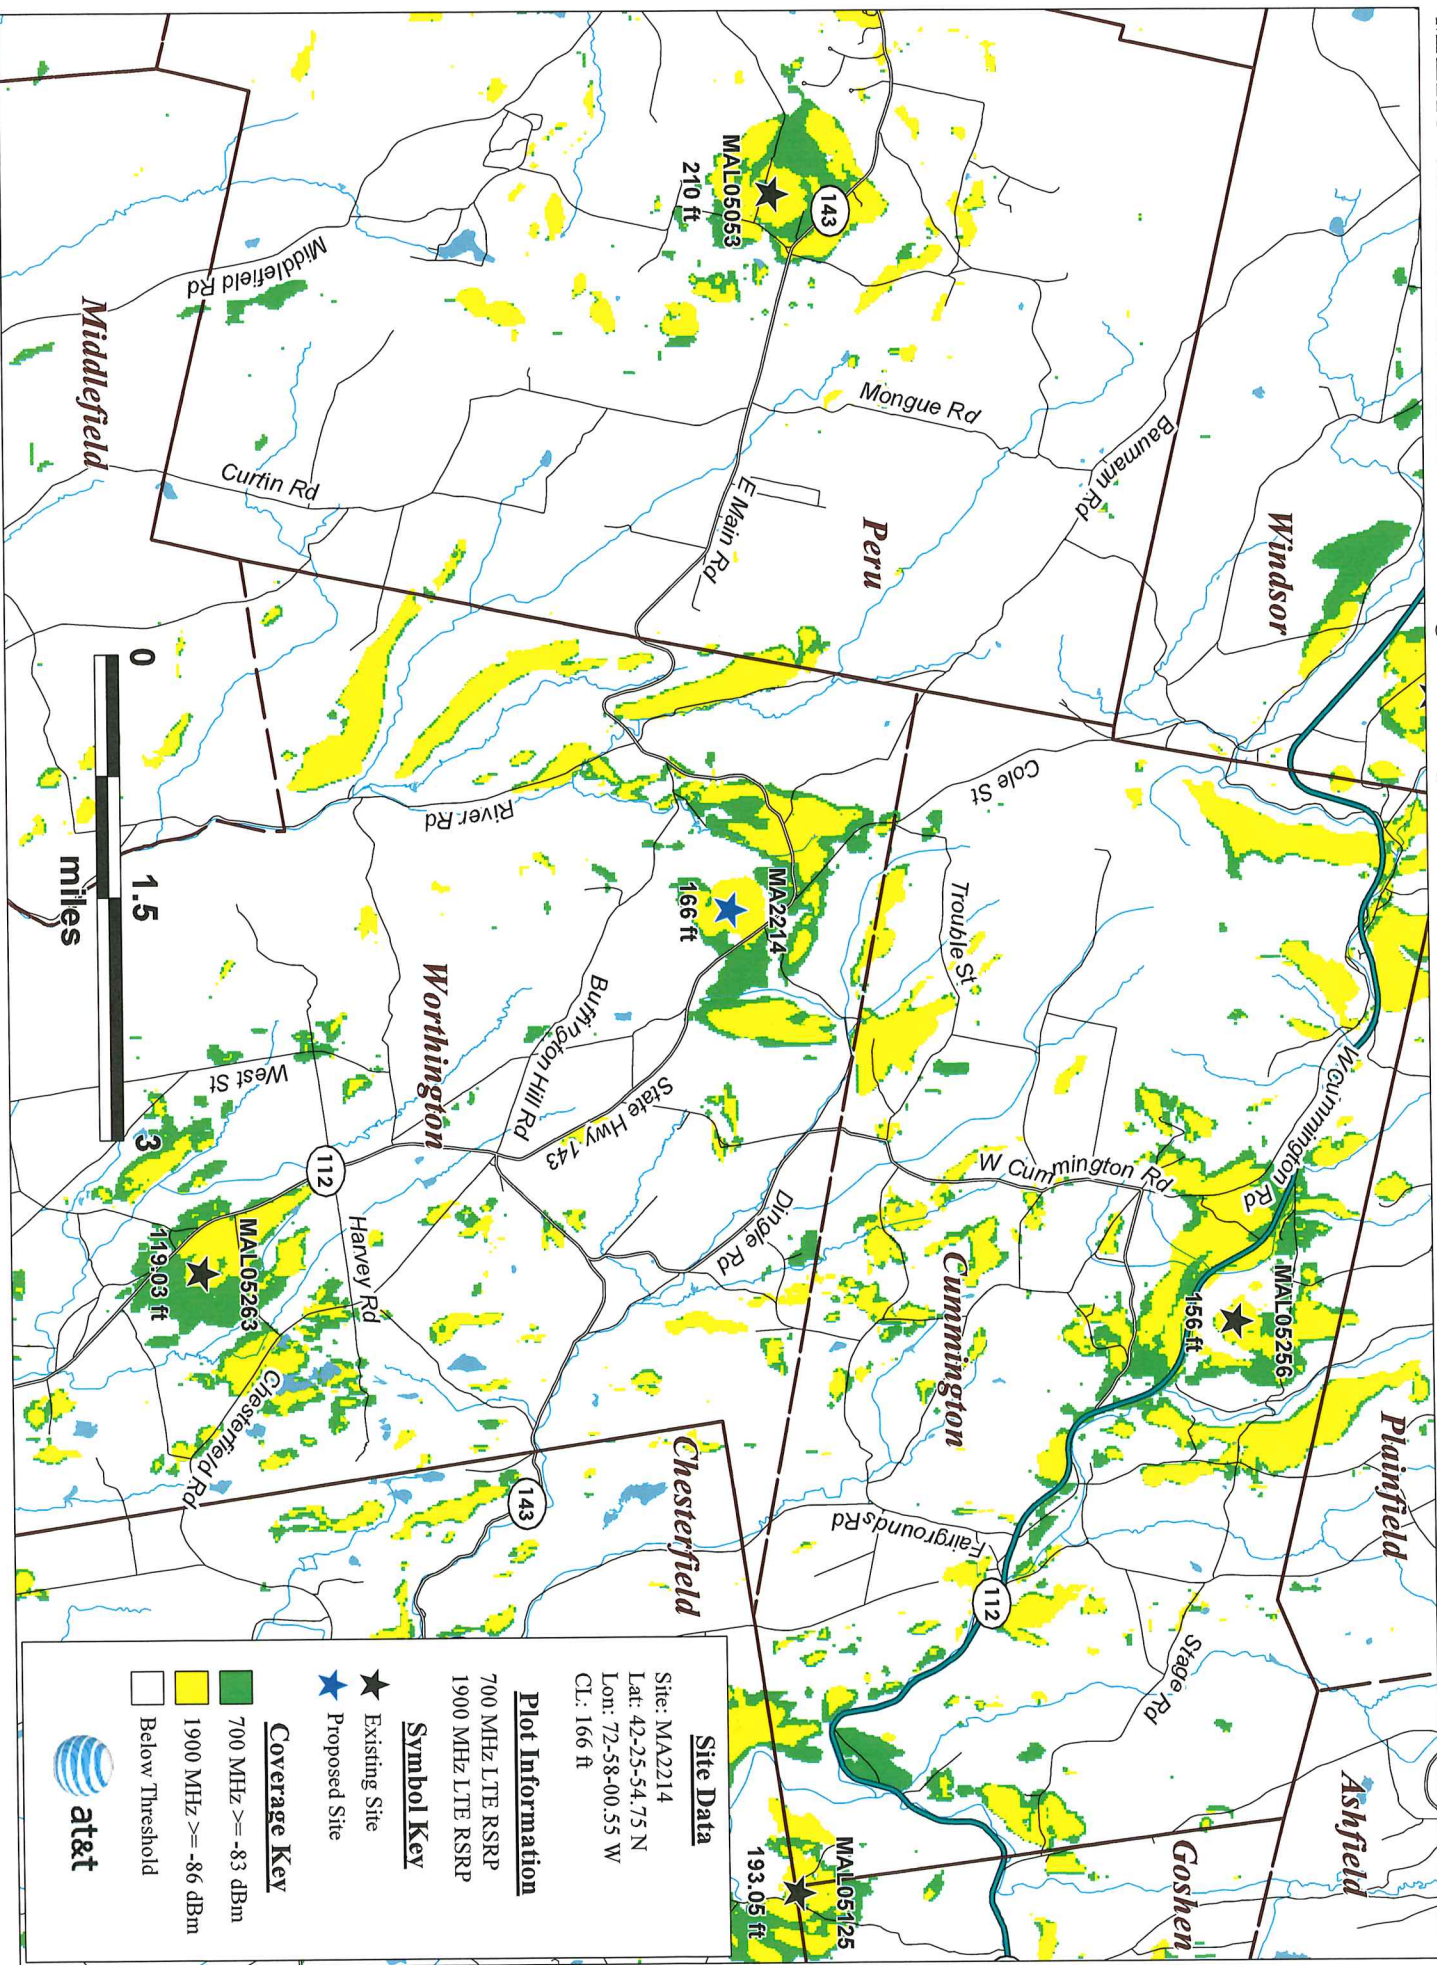 Windsor
Plainfield
Ashfield
Goshen
Peru
Cummington
Middlefield
Worthington
Chesterfield
Baumann Rd
Mongue Rd
E Main Rd
Middlefield Rd
Curtin Rd
Cole St
Trouble St
W Cummington Rd
W Cummington Rd
Stage Rd
Fairgrounds Rd
Dingle Rd
River Rd
Buffington Hill Rd
State Hwy 143
West St
Harvey Rd
Chesterfield Rd
143
112
143
112
MAL05053
210 ft
MA2214
166 ft
MAL05256
156 ft
MAL05263
119.03 ft
MAL05125
193.05 ft
0
1.5
3
miles
Site Data
Site: MA2214
Lat: 42-25-54.75 N
Lon: 72-58-00.55 W
CL: 166 ft
Plot Information
700 MHz LTE RSRP
1900 MHz LTE RSRP
Symbol Key
Existing Site
Proposed Site
Coverage Key
700 MHz >= -83 dBm
1900 MHz >= -86 dBm
Below Threshold
at&t